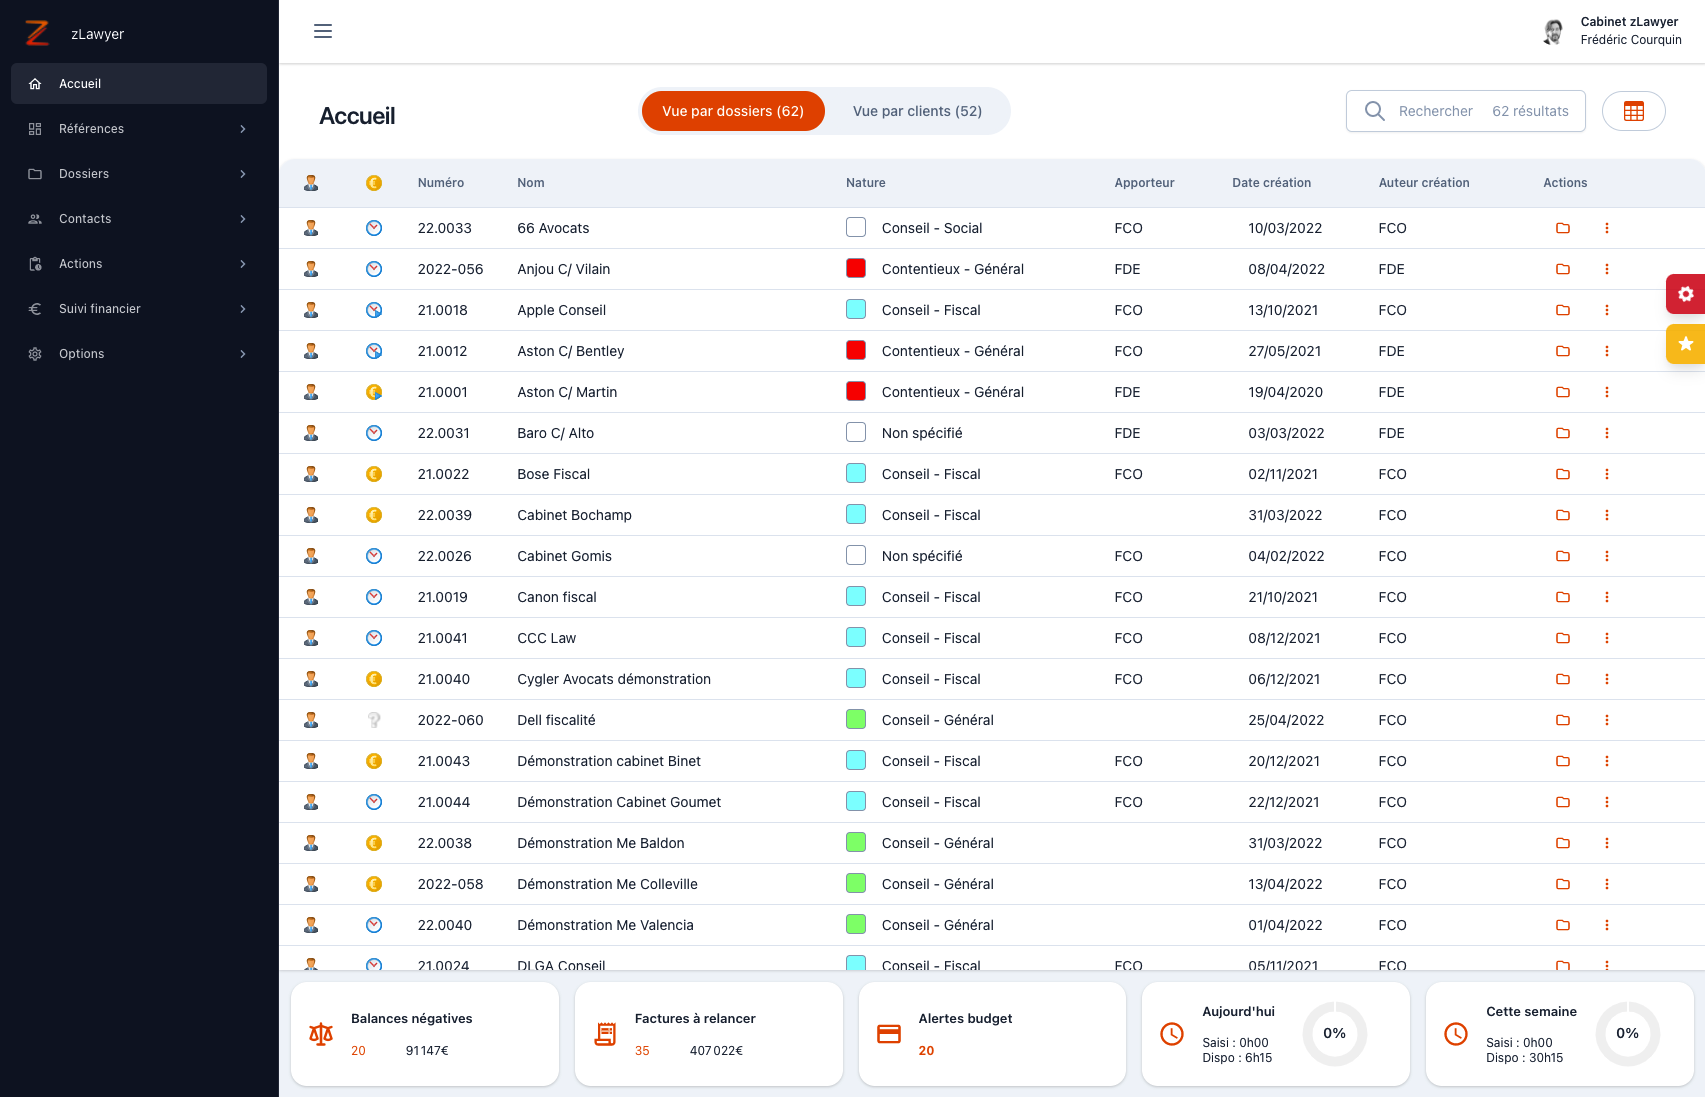 zLawyer
Accueil
Références
Dossiers
Contacts
Actions
Suivi financier
Options
Cabinet zLawyer
Frédéric Courquin
Accueil
Vue par dossiers (62)
Vue par clients (52)
Rechercher
62 résultats
Numéro Nom Nature Apporteur Date création Auteur création Actions
22.0033 66 Avocats Conseil - Social FCO 10/03/2022 FCO
2022-056 Anjou C/ Vilain Contentieux - Général FDE 08/04/2022 FDE
21.0018 Apple Conseil Conseil - Fiscal FCO 13/10/2021 FCO
21.0012 Aston C/ Bentley Contentieux - Général FCO 27/05/2021 FDE
21.0001 Aston C/ Martin Contentieux - Général FDE 19/04/2020 FDE
22.0031 Baro C/ Alto Non spécifié FDE 03/03/2022 FDE
21.0022 Bose Fiscal Conseil - Fiscal FCO 02/11/2021 FCO
22.0039 Cabinet Bochamp Conseil - Fiscal 31/03/2022 FCO
22.0026 Cabinet Gomis Non spécifié FCO 04/02/2022 FCO
21.0019 Canon fiscal Conseil - Fiscal FCO 21/10/2021 FCO
21.0041 CCC Law Conseil - Fiscal FCO 08/12/2021 FCO
21.0040 Cygler Avocats démonstration Conseil - Fiscal FCO 06/12/2021 FCO
2022-060 Dell fiscalité Conseil - Général 25/04/2022 FCO
21.0043 Démonstration cabinet Binet Conseil - Fiscal FCO 20/12/2021 FCO
21.0044 Démonstration Cabinet Goumet Conseil - Fiscal FCO 22/12/2021 FCO
22.0038 Démonstration Me Baldon Conseil - Général 31/03/2022 FCO
2022-058 Démonstration Me Colleville Conseil - Général 13/04/2022 FCO
22.0040 Démonstration Me Valencia Conseil - Général 01/04/2022 FCO
21.0024 DLGA Conseil Conseil - Fiscal FCO 05/11/2021 FCO
Balances négatives
20 91 147€
Factures à relancer
35 407 022€
Alertes budget
20
Aujourd'hui
Saisi : 0h00
Dispo : 6h15
0%
Cette semaine
Saisi : 0h00
Dispo : 30h15
0%